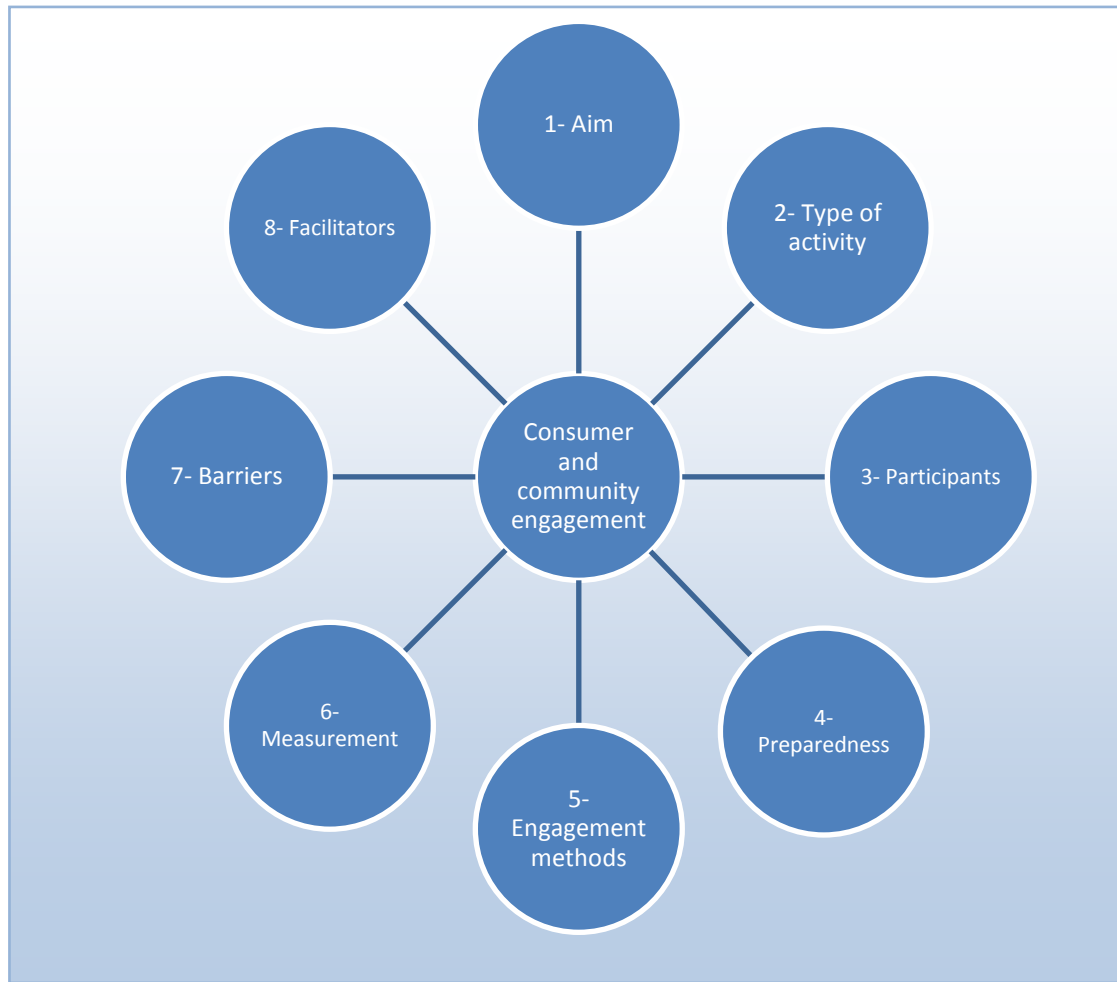 1- Aim
2- Type of
activity
3- Participants
4-
Preparedness
5-
Engagement
methods
6-
Measurement
7- Barriers
8- Facilitators
Consumer
and
community
engagement